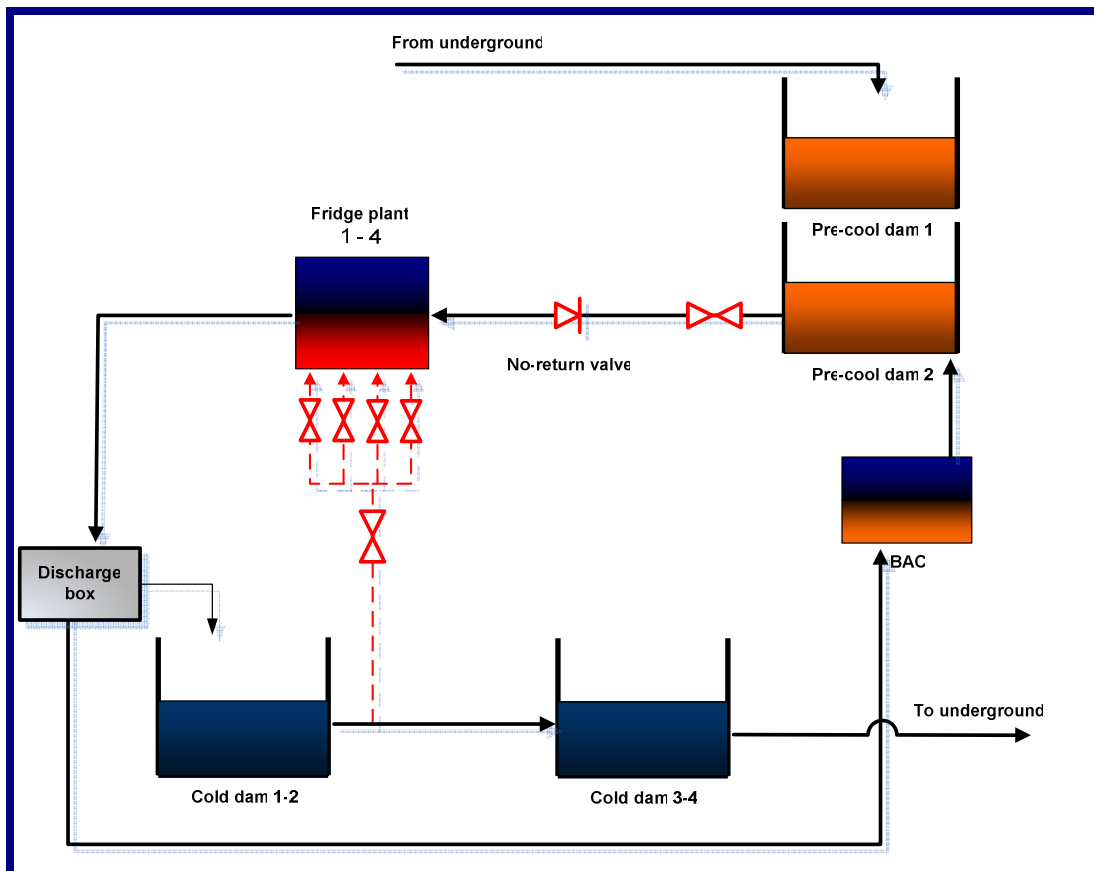 From underground
Pre-cool dam 1
Fridge plant
1 - 4
No-return valve
Pre-cool dam 2
BAC
Discharge
box
To underground
Cold dam 1-2
Cold dam 3-4